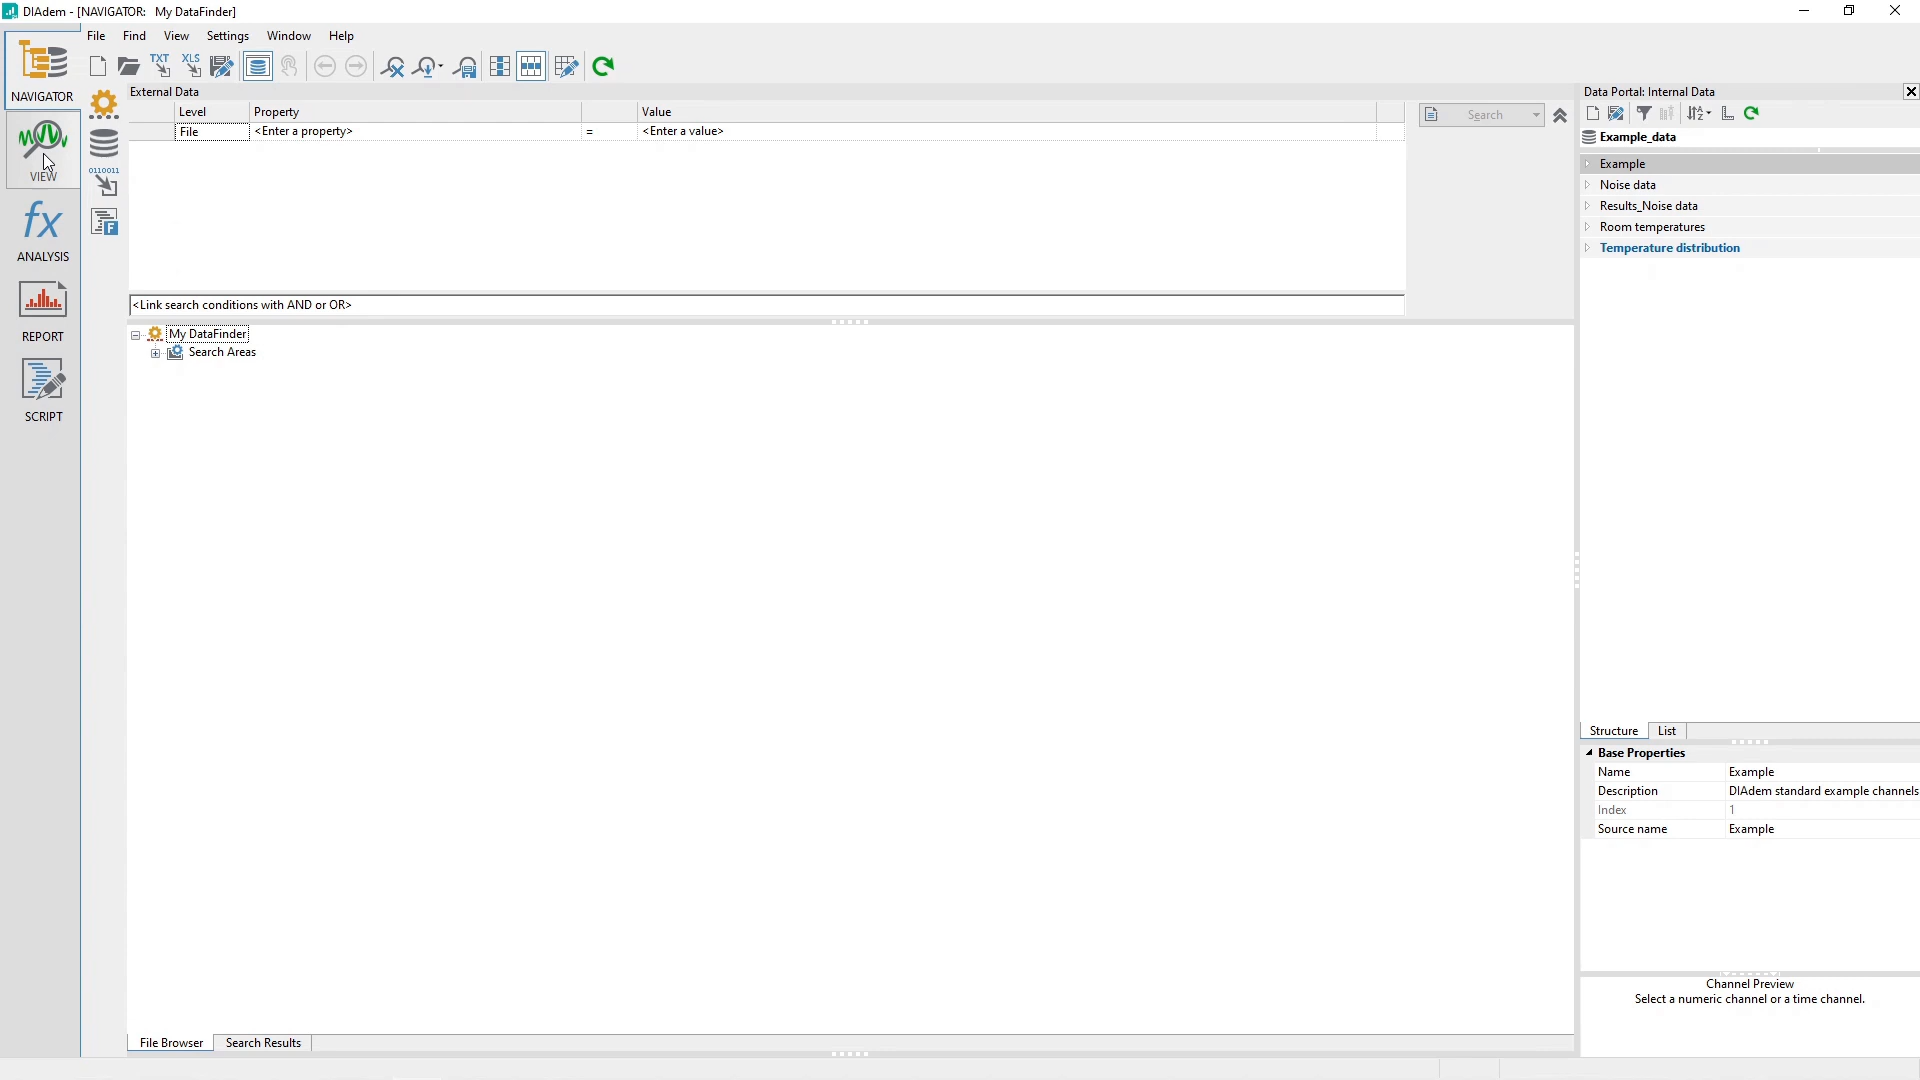 DIAdem - [NAVIGATOR: My DataFinder]
File Find View Settings Window Help
TXT XLS
NAVIGATOR
VIEW
ANALYSIS
REPORT
SCRIPT
fx
0110011
F
External Data
Level Property Value
File <Enter a property> = <Enter a value>
Search
<Link search conditions with AND or OR>
My DataFinder
Search Areas
File Browser Search Results
Data Portal: Internal Data
Example_data
Example
Noise data
Results_Noise data
Room temperatures
Temperature distribution
Structure List
Base Properties
Name Example
Description DIAdem standard example channels
Index 1
Source name Example
Channel Preview
Select a numeric channel or a time channel.